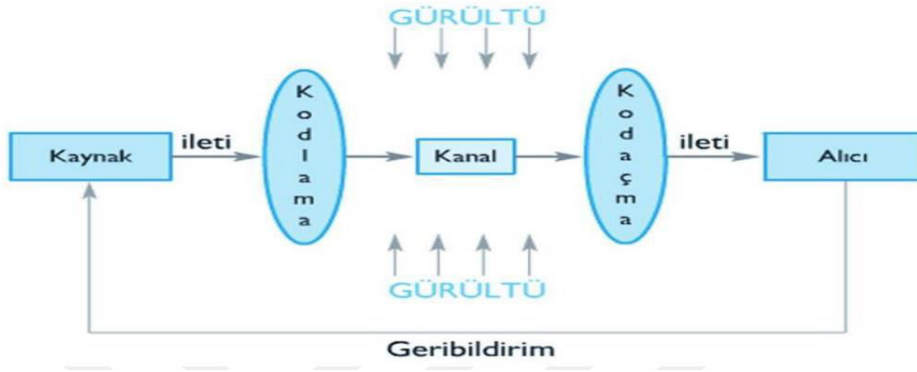 GÜRÜLTÜ
Kaynak
ileti
Kodlama
Kanal
Kodaçma
ileti
Alıcı
GÜRÜLTÜ
Geribildirim